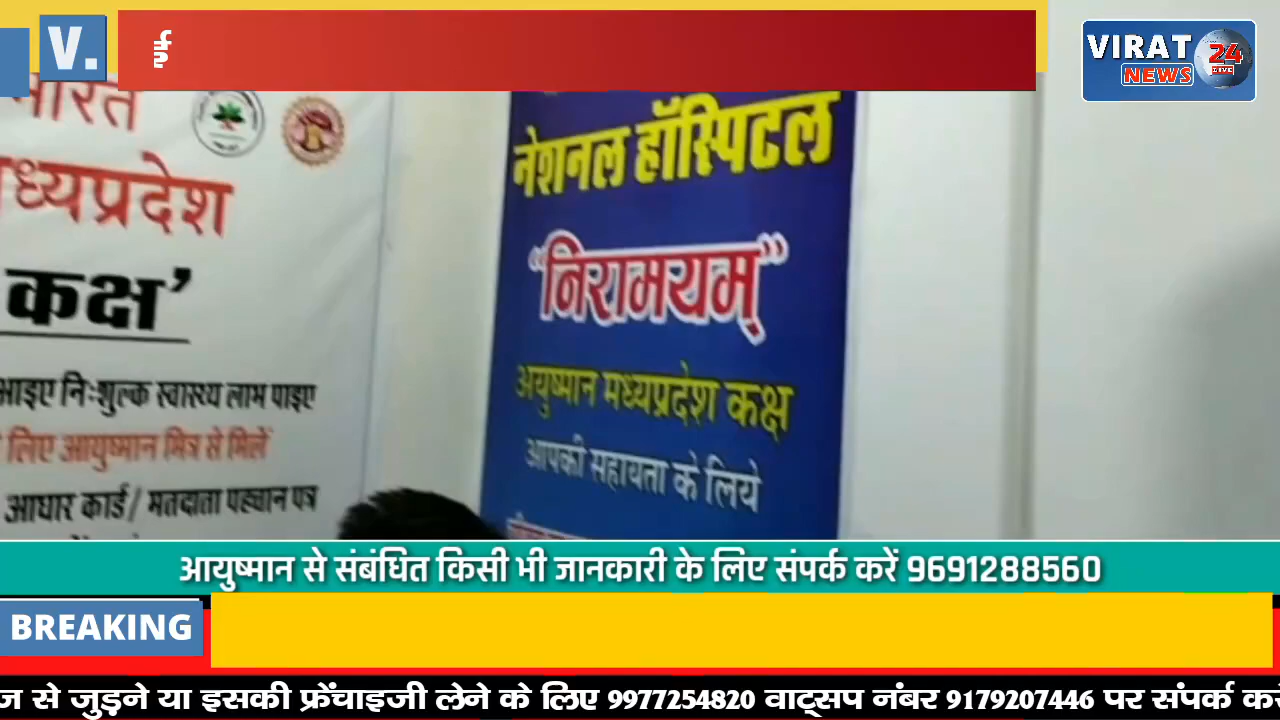 V.
VIRAT
24
NEWS
LIVE
भारत
मध्यप्रदेश
कक्ष’
आइए निःशुल्क स्वास्थ्य लाभ पाइए
लिए आयुष्मान मित्र से मिलें
आधार कार्ड / मतदाता पहचान पत्र
नेशनल हॉस्पिटल
“निरामयम्”
आयुष्मान मध्यप्रदेश कक्ष
आपकी सहायता के लिये
आयुष्मान से संबंधित किसी भी जानकारी के लिए संपर्क करें 9691288560
BREAKING
ज से जुड़ने या इसकी फ्रेंचाइजी लेने के लिए 9977254820 वाट्सप नंबर 9179207446 पर संपर्क करे